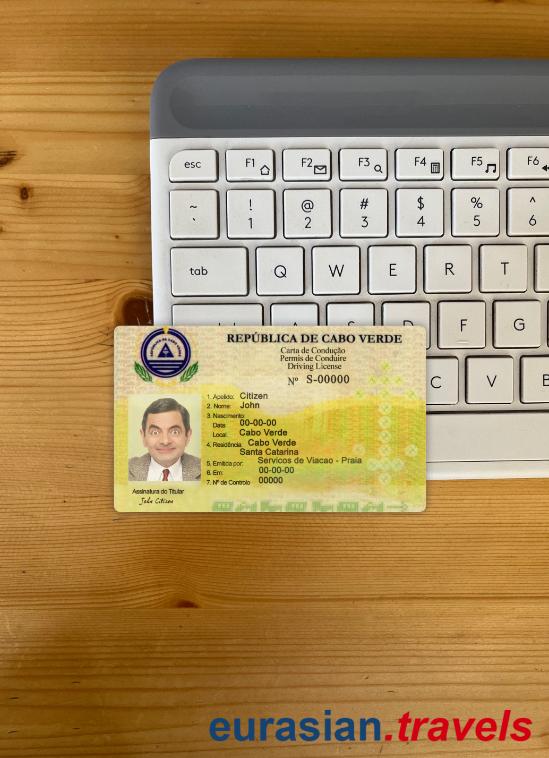 esc F1 F2 F3 F4 F5 F6
~ ! @ # $ % ^
` 1 2 3 4 5 6
tab Q W E R T
A S D F G
C V B
REPÚBLICA DE CABO VERDE
Carta de Condução
Permis de Conduire
Driving License
Nº S-00000
1. Apelido: Citizen
2. Nome: John
3. Nascimento:
Data: 00-00-00
Local: Cabo Verde
4. Residência: Cabo Verde
Santa Catarina
5. Emitica por: Servicos de Viacao - Praia
6. Em: 00-00-00
7. Nº de Controlo 00000
Assinatura do Titular
John Citizen
eurasian.travels